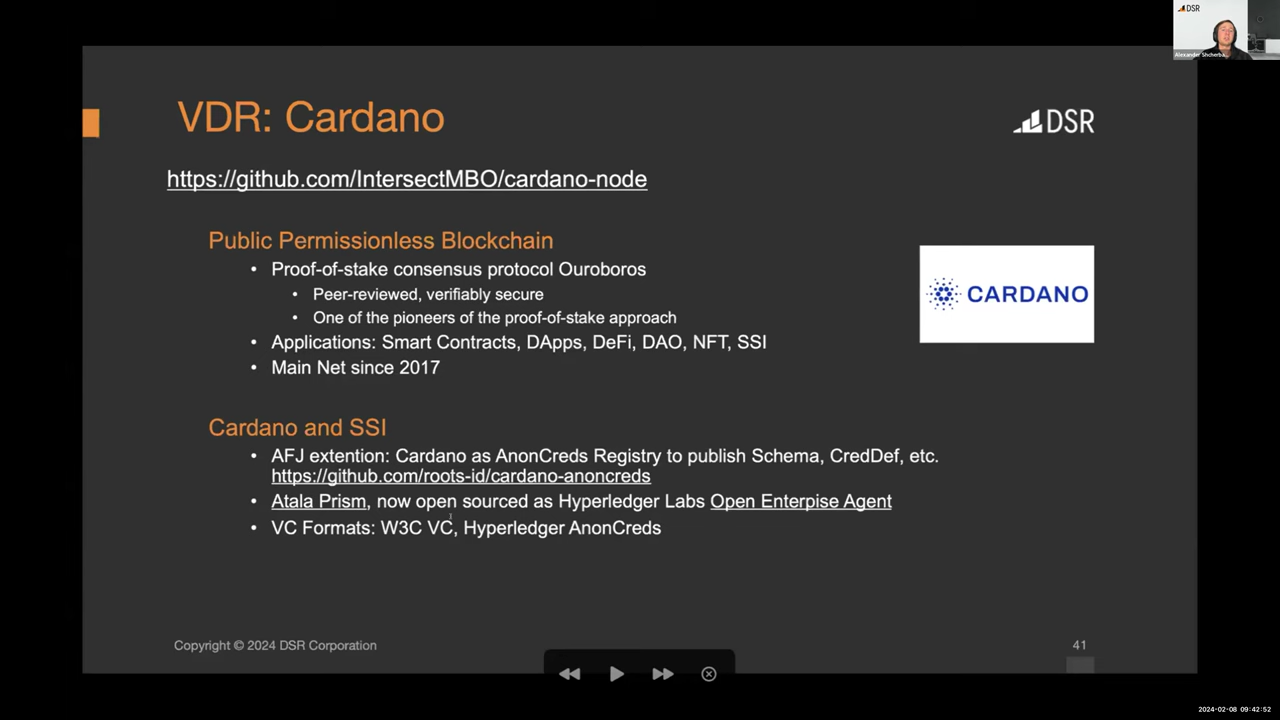 DSR
Alexander Shcherba...
VDR: Cardano
DSR
https://github.com/IntersectMBO/cardano-node
Public Permissionless Blockchain
• Proof-of-stake consensus protocol Ouroboros
• Peer-reviewed, verifiably secure
• One of the pioneers of the proof-of-stake approach
• Applications: Smart Contracts, DApps, DeFi, DAO, NFT, SSI
• Main Net since 2017
CARDANO
Cardano and SSI
• AFJ extention: Cardano as AnonCreds Registry to publish Schema, CredDef, etc.
https://github.com/roots-id/cardano-anoncreds
• Atala Prism, now open sourced as Hyperledger Labs Open Enterpise Agent
• VC Formats: W3C VC, Hyperledger AnonCreds
Copyright © 2024 DSR Corporation
41
2024-02-08 09:42:52